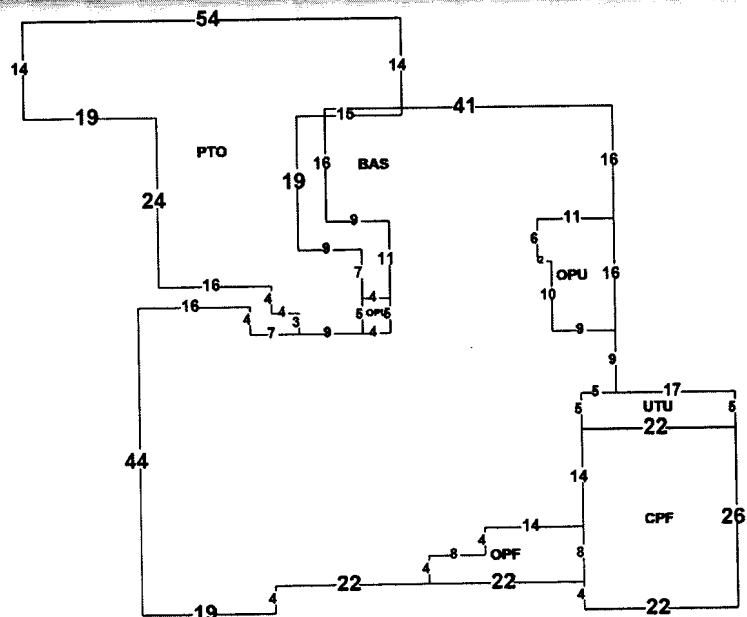 54
14 14
19 15 41
PTO 16 BAS 16
19
24
9 11
6
9 11 2 OPU 16
7 10
16 4 4
16 4 5 OPU 5
4 3
7 9 4 9
9
5 17
5 UTU 5
22
44 14
CPF 26
14
4
8 OPF 8
4
22 22
4 4
19 22